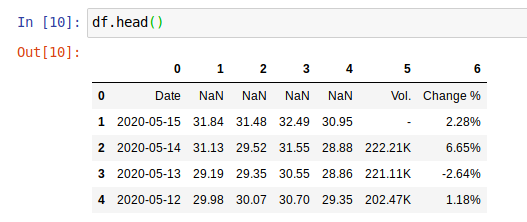 In [10]: df.head()
Out[10]:
0 1 2 3 4 5 6
0 Date NaN NaN NaN NaN Vol. Change %
1 2020-05-15 31.84 31.48 32.49 30.95 - 2.28%
2 2020-05-14 31.13 29.52 31.55 28.88 222.21K 6.65%
3 2020-05-13 29.19 29.35 30.55 28.86 221.11K -2.64%
4 2020-05-12 29.98 30.07 30.70 29.35 202.47K 1.18%